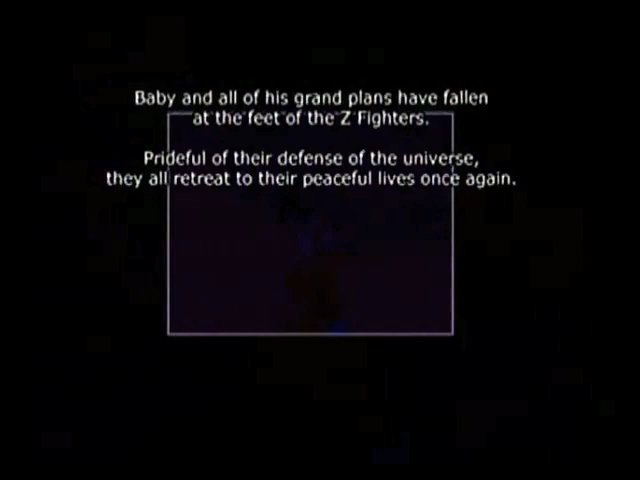 Baby and all of his grand plans have fallen
at the feet of the Z Fighters.
Prideful of their defense of the universe,
they all retreat to their peaceful lives once again.